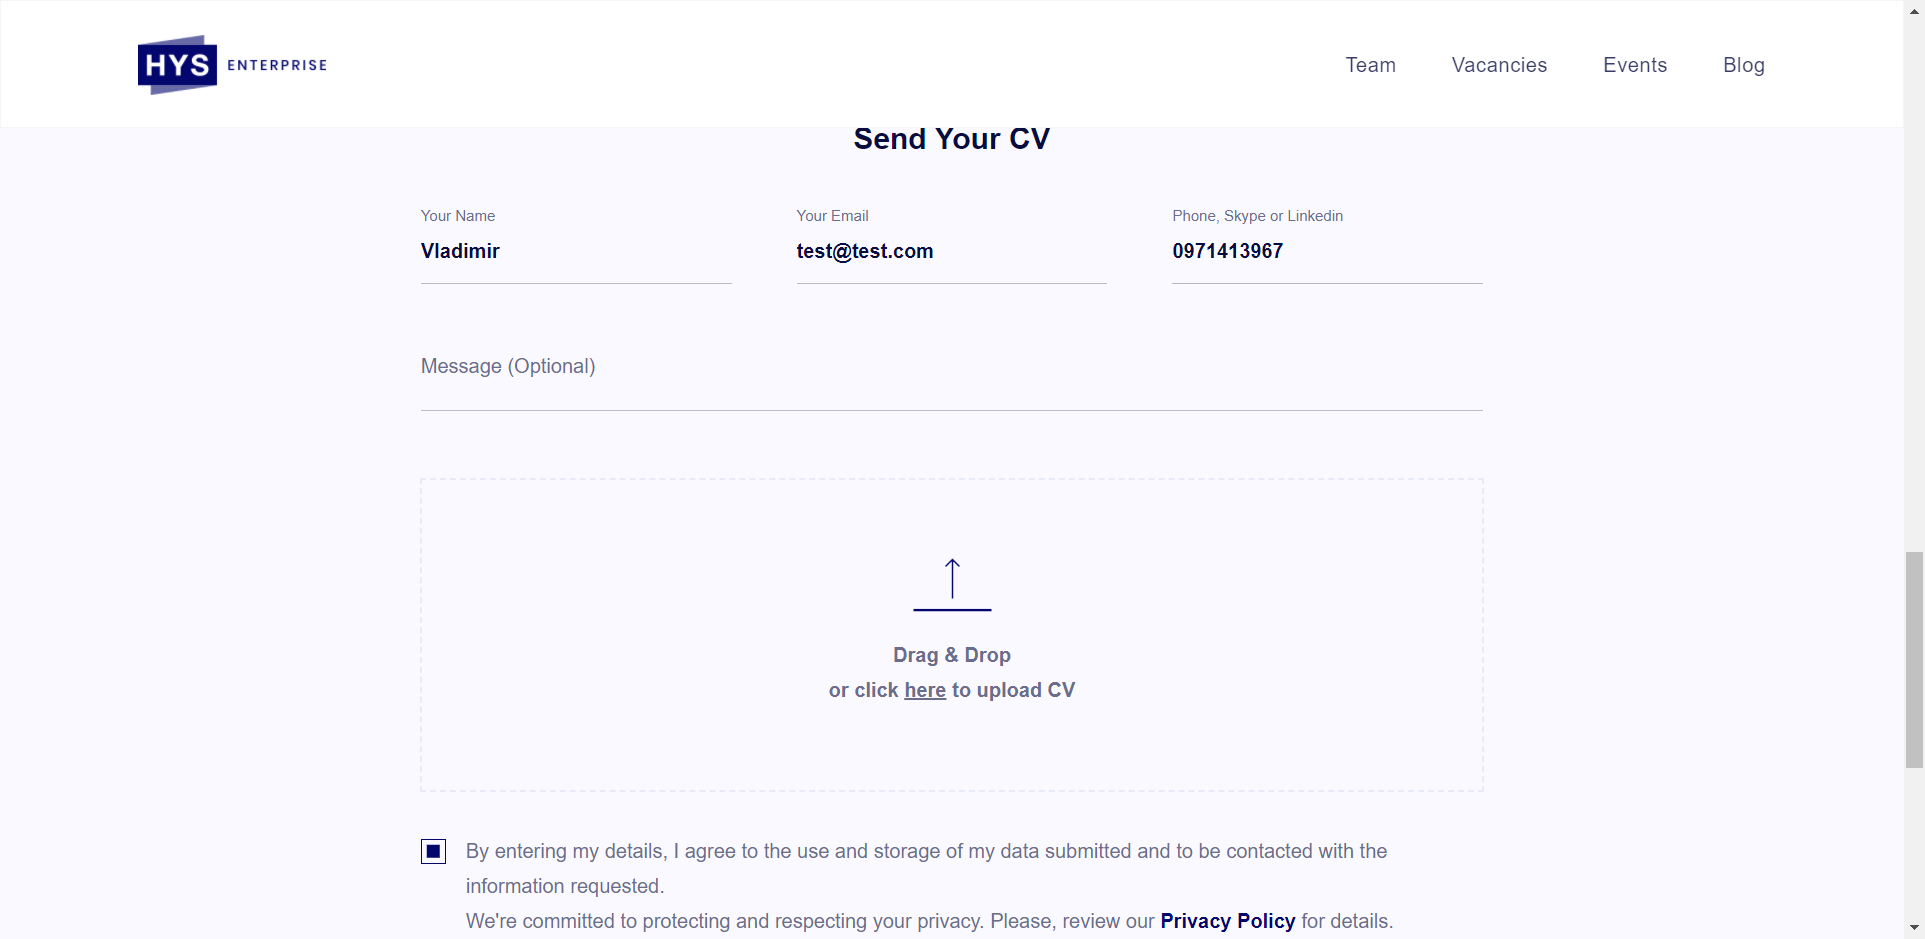 HYS ENTERPRISE
Team Vacancies Events Blog
Send Your CV
Your Name Your Email Phone, Skype or Linkedin
Vladimir test@test.com 0971413967
Message (Optional)
Drag & Drop
or click here to upload CV
By entering my details, I agree to the use and storage of my data submitted and to be contacted with the
information requested.
We're committed to protecting and respecting your privacy. Please, review our Privacy Policy for details.